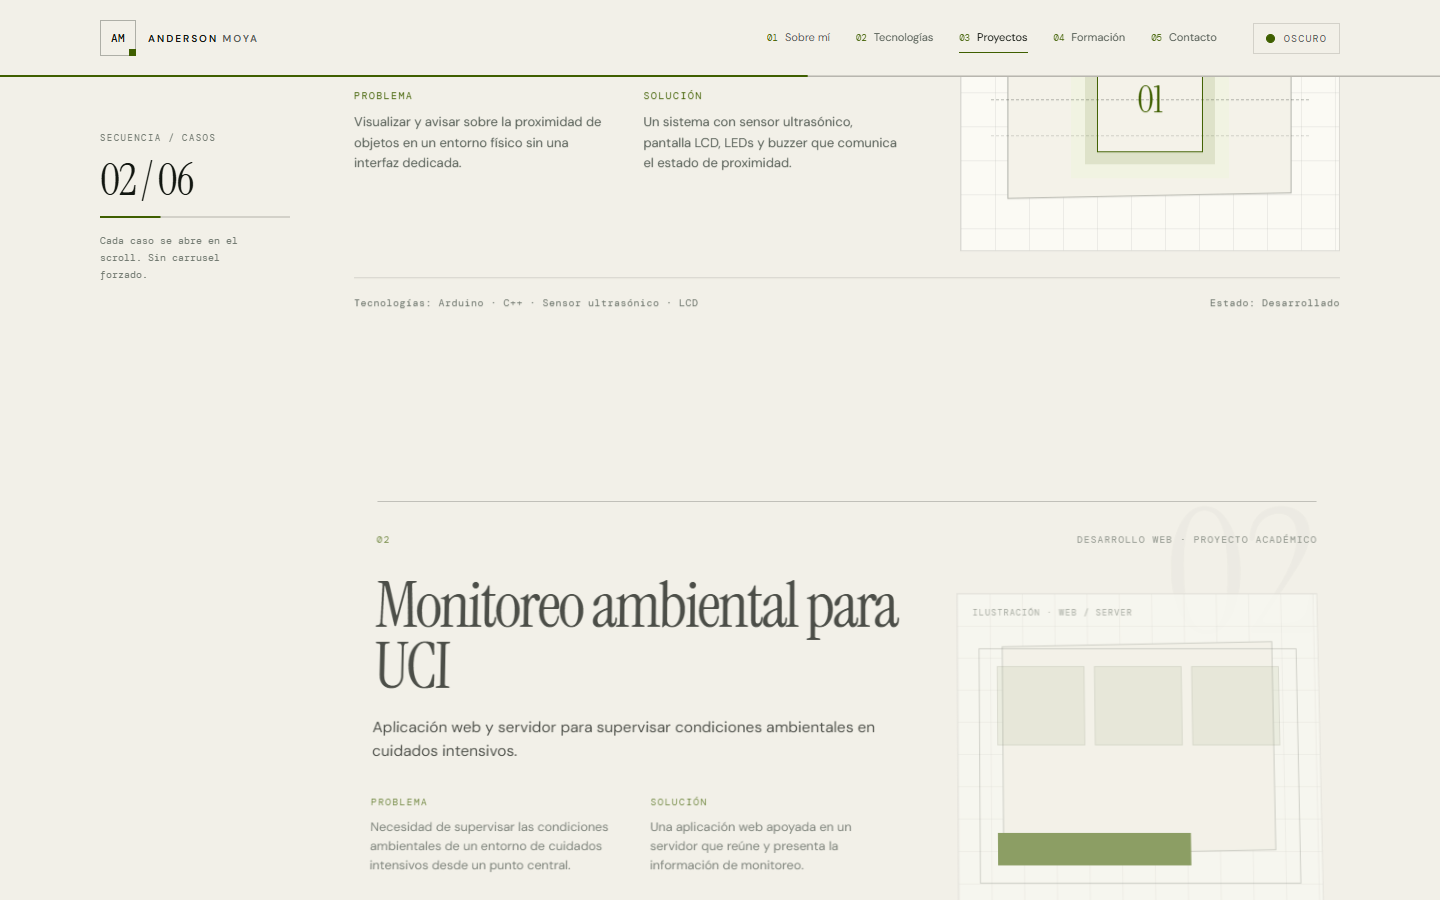 AM
ANDERSON MOYA
01 Sobre mí
02 Tecnologías
03 Proyectos
04 Formación
05 Contacto
OSCURO
SECUENCIA / CASOS
02/06
Cada caso se abre en el
scroll. Sin carrusel
forzado.
PROBLEMA
Visualizar y avisar sobre la proximidad de
objetos en un entorno físico sin una
interfaz dedicada.
SOLUCIÓN
Un sistema con sensor ultrasónico,
pantalla LCD, LEDs y buzzer que comunica
el estado de proximidad.
01
Tecnologías: Arduino · C++ · Sensor ultrasónico · LCD
Estado: Desarrollado
02
DESARROLLO WEB · PROYECTO ACADÉMICO
02
Monitoreo ambiental para
UCI
Aplicación web y servidor para supervisar condiciones ambientales en
cuidados intensivos.
PROBLEMA
Necesidad de supervisar las condiciones
ambientales de un entorno de cuidados
intensivos desde un punto central.
SOLUCIÓN
Una aplicación web apoyada en un
servidor que reúne y presenta la
información de monitoreo.
ILUSTRACIÓN · WEB / SERVER